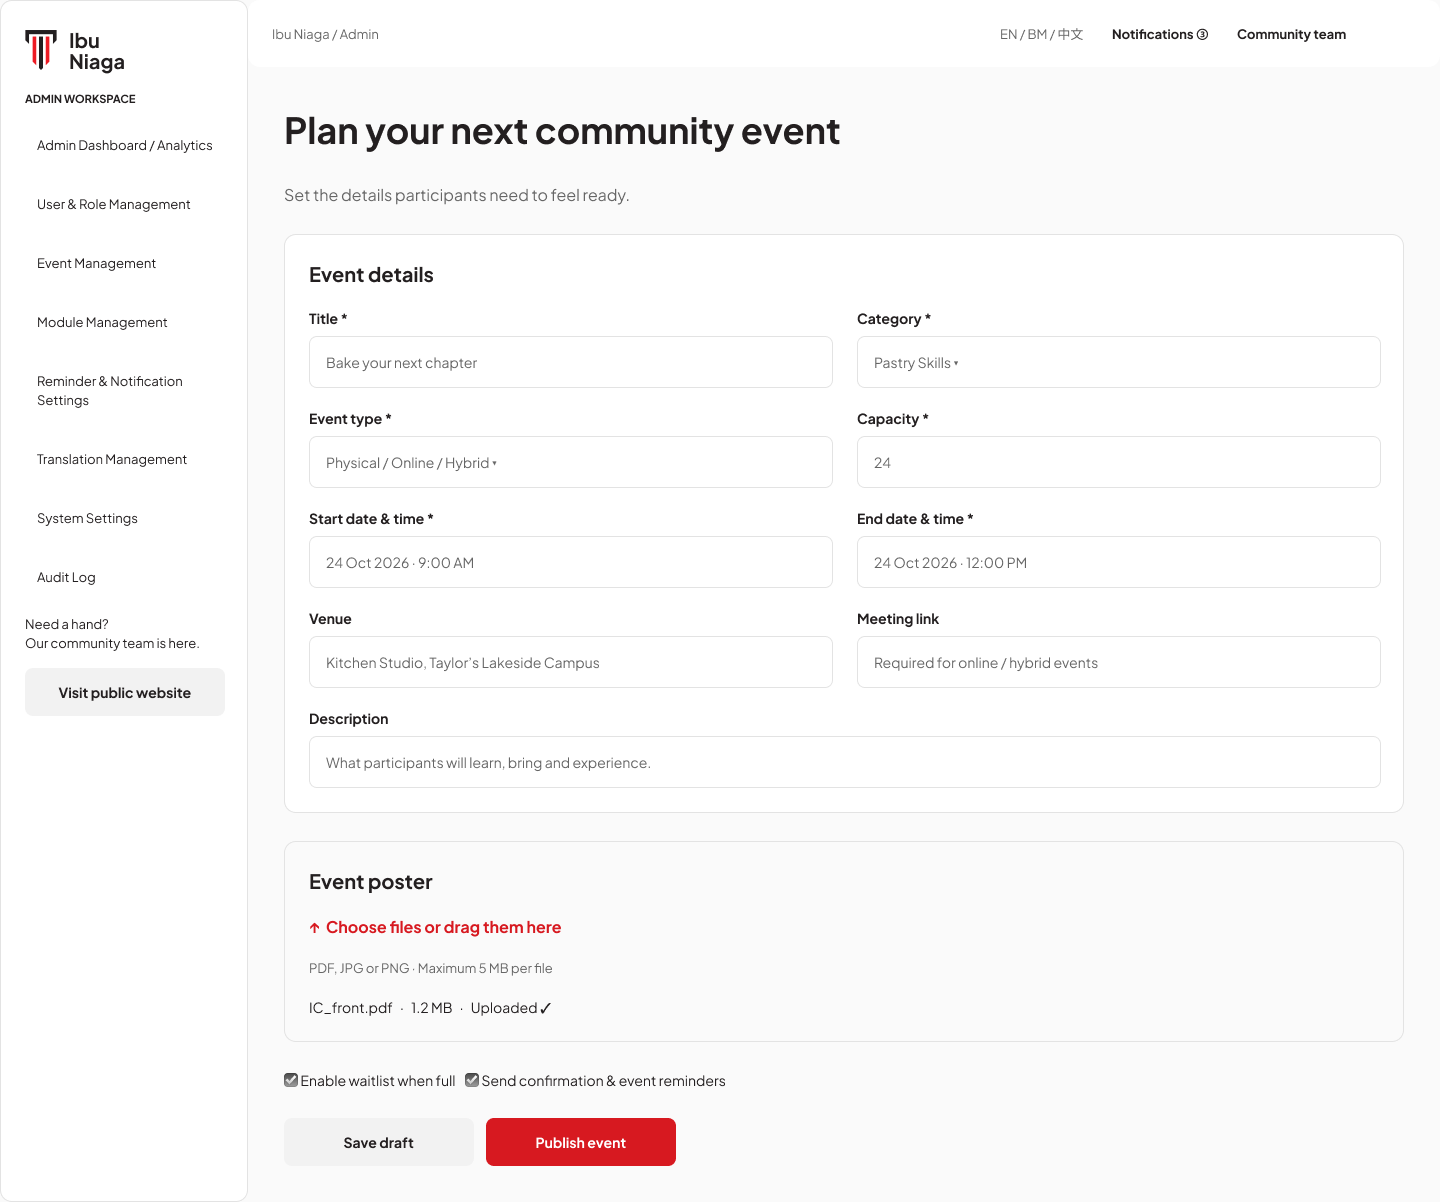 Ibu
Niaga
ADMIN WORKSPACE
Admin Dashboard / Analytics
User & Role Management
Event Management
Module Management
Reminder & Notification
Settings
Translation Management
System Settings
Audit Log
Need a hand?
Our community team is here.
Visit public website
Ibu Niaga / Admin
EN / BM / 中文
Notifications ③
Community team
Plan your next community event
Set the details participants need to feel ready.
Event details
Title *
Category *
Bake your next chapter
Pastry Skills ▾
Event type *
Capacity *
Physical / Online / Hybrid ▾
24
Start date & time *
End date & time *
24 Oct 2026 · 9:00 AM
24 Oct 2026 · 12:00 PM
Venue
Meeting link
Kitchen Studio, Taylor’s Lakeside Campus
Required for online / hybrid events
Description
What participants will learn, bring and experience.
Event poster
↑ Choose files or drag them here
PDF, JPG or PNG · Maximum 5 MB per file
IC_front.pdf · 1.2 MB · Uploaded ✓
Enable waitlist when full
Send confirmation & event reminders
Save draft
Publish event